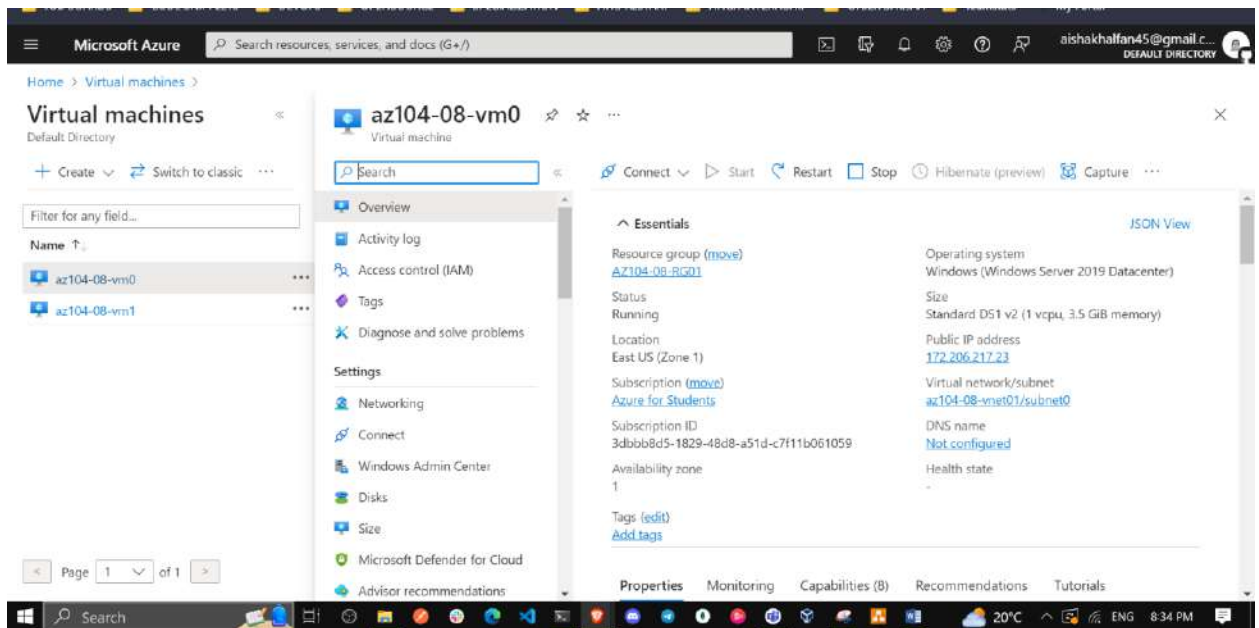 Microsoft Azure
Search resources, services, and docs (G+/)
aishakhalfan45@gmail.c...
DEFAULT DIRECTORY
Home > Virtual machines >
Virtual machines
Default Directory
+ Create Switch to classic ...
Filter for any field...
Name ↑↓
az104-08-vm0 ...
az104-08-vm1 ...
< Page 1 of 1 >
az104-08-vm0 ...
Virtual machine
Search
Overview
Activity log
Access control (IAM)
Tags
Diagnose and solve problems
Settings
Networking
Connect
Windows Admin Center
Disks
Size
Microsoft Defender for Cloud
Advisor recommendations
Connect Start Restart Stop Hibernate (preview) Capture ...
Essentials
JSON View
Resource group (move)
AZ104-08-RG01
Status
Running
Location
East US (Zone 1)
Subscription (move)
Azure for Students
Subscription ID
3dbbb8d5-1829-48d8-a51d-c7f11b061059
Availability zone
1
Operating system
Windows (Windows Server 2019 Datacenter)
Size
Standard DS1 v2 (1 vcpu, 3.5 GiB memory)
Public IP address
172.206.217.23
Virtual network/subnet
az104-08-vnet01/subnet0
DNS name
Not configured
Health state
-
Tags (edit)
Add tags
Properties Monitoring Capabilities (8) Recommendations Tutorials
Search
20°C ENG 8:34 PM